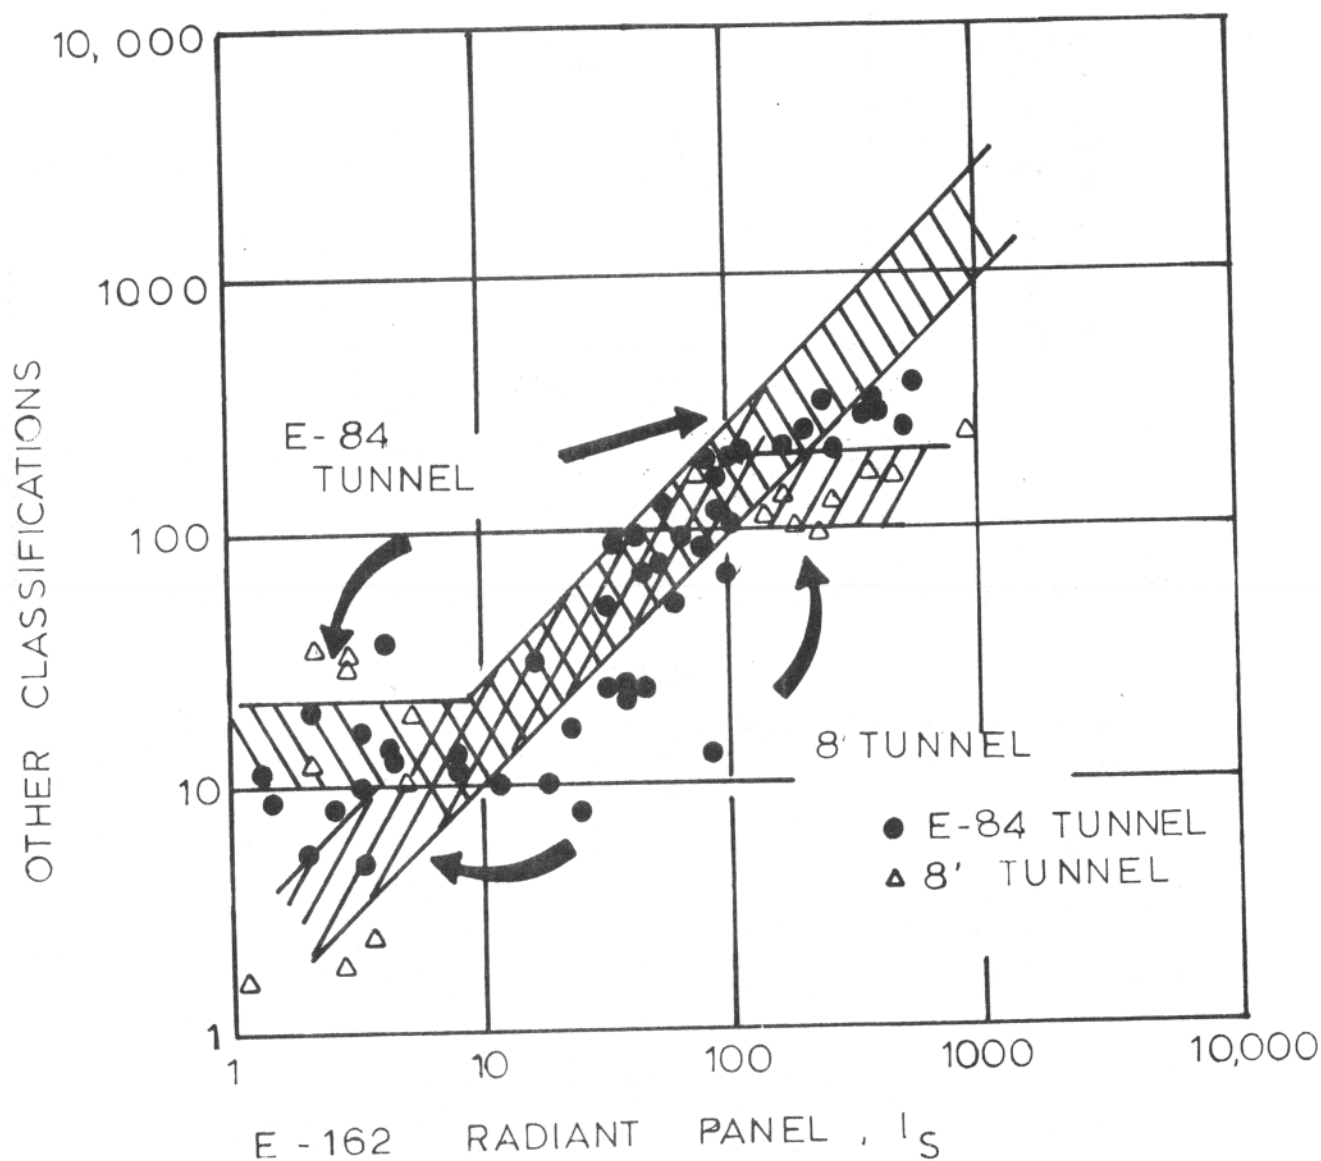 10,000
1000
100
10
1
OTHER CLASSIFICATIONS
E-84
TUNNEL
8' TUNNEL
E-84 TUNNEL
8' TUNNEL
1
10
100
1000
10,000
E-162 RADIANT PANEL, IS